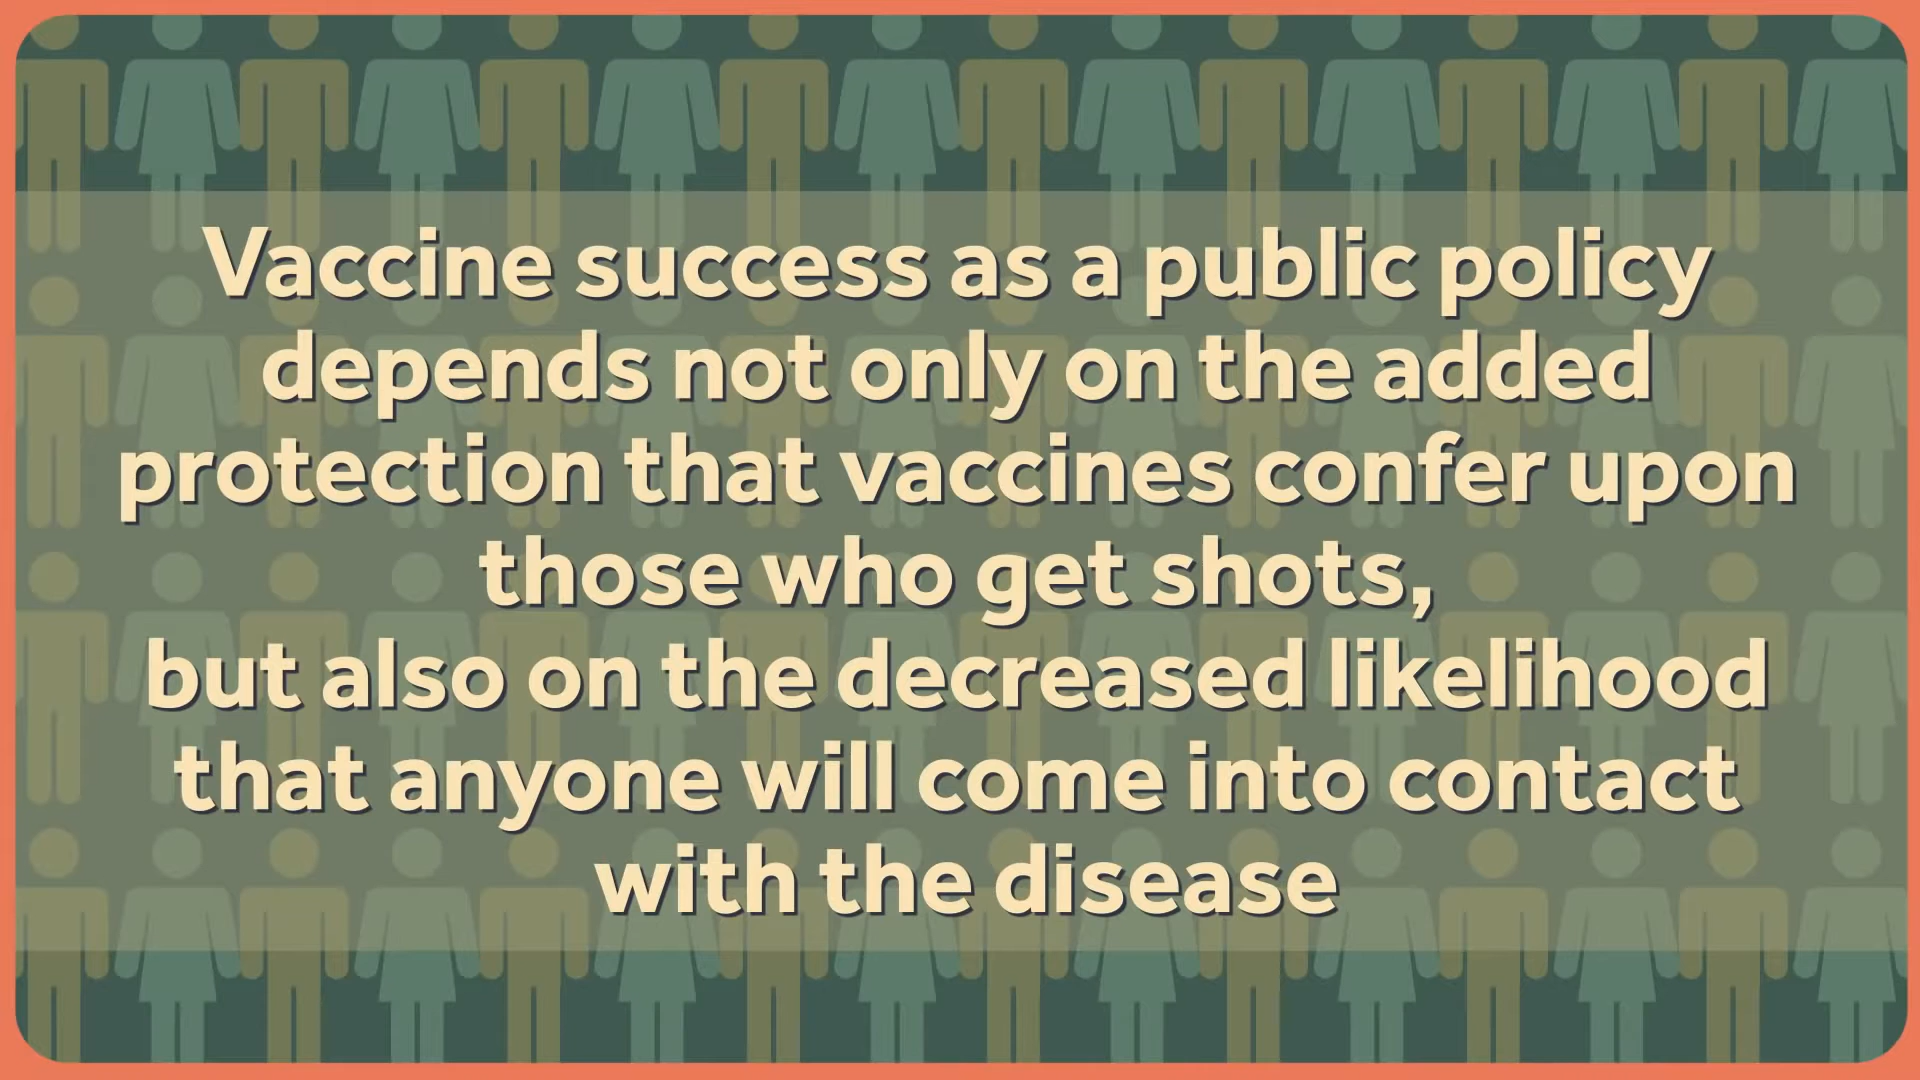 Vaccine success as a public policy
depends not only on the added
protection that vaccines confer upon
those who get shots,
but also on the decreased likelihood
that anyone will come into contact
with the disease